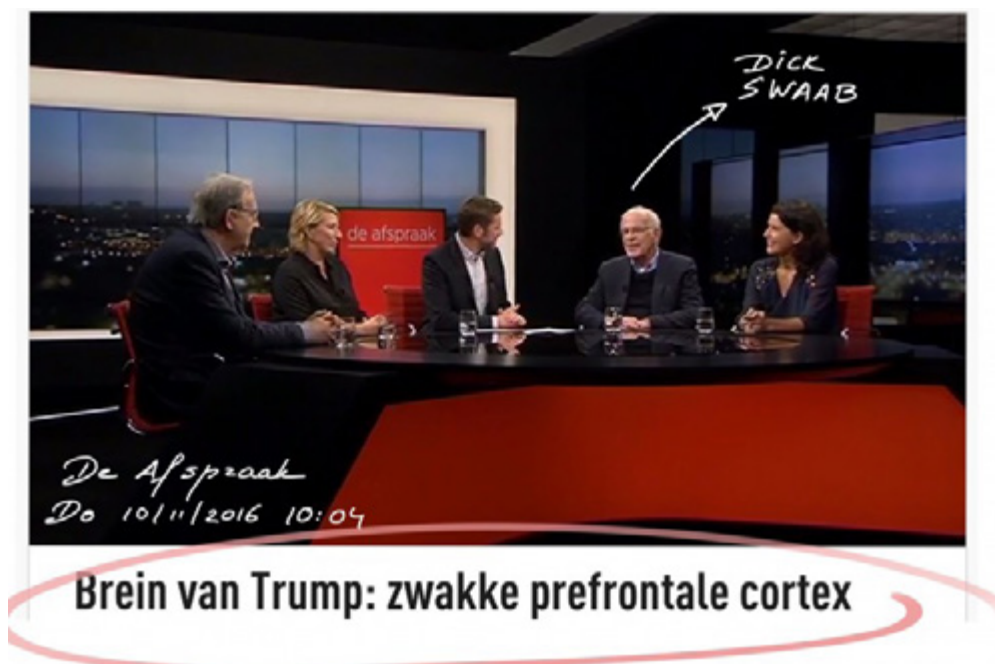 DICK
SWAAB
de afspraak
De Afspraak
Do 10/11/2016 10:04
Brein van Trump: zwakke prefrontale cortex